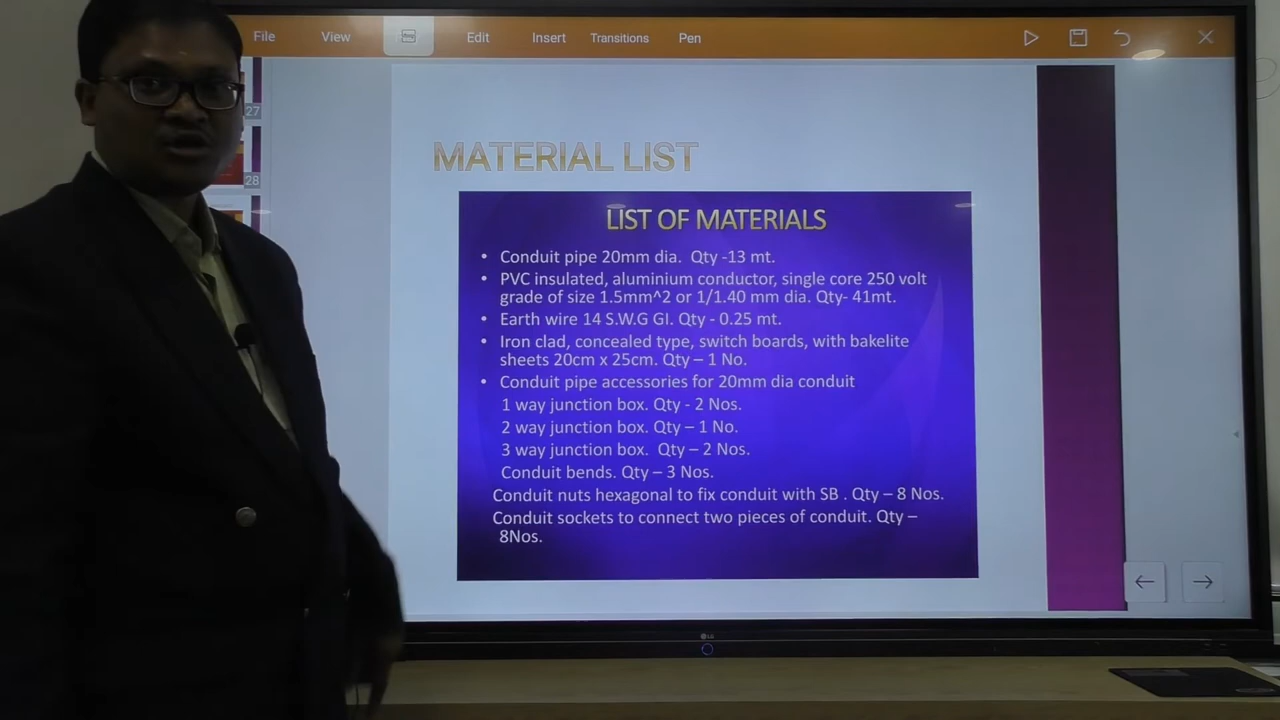 File View Edit Insert Transitions Pen
27
28
MATERIAL LIST
LIST OF MATERIALS
• Conduit pipe 20mm dia. Qty -13 mt.
• PVC insulated, aluminium conductor, single core 250 volt
grade of size 1.5mm^2 or 1/1.40 mm dia. Qty- 41mt.
• Earth wire 14 S.W.G GI. Qty - 0.25 mt.
• Iron clad, concealed type, switch boards, with bakelite
sheets 20cm x 25cm. Qty – 1 No.
• Conduit pipe accessories for 20mm dia conduit
1 way junction box. Qty - 2 Nos.
2 way junction box. Qty – 1 No.
3 way junction box. Qty – 2 Nos.
Conduit bends. Qty – 3 Nos.
Conduit nuts hexagonal to fix conduit with SB . Qty – 8 Nos.
Conduit sockets to connect two pieces of conduit. Qty –
8Nos.
LG